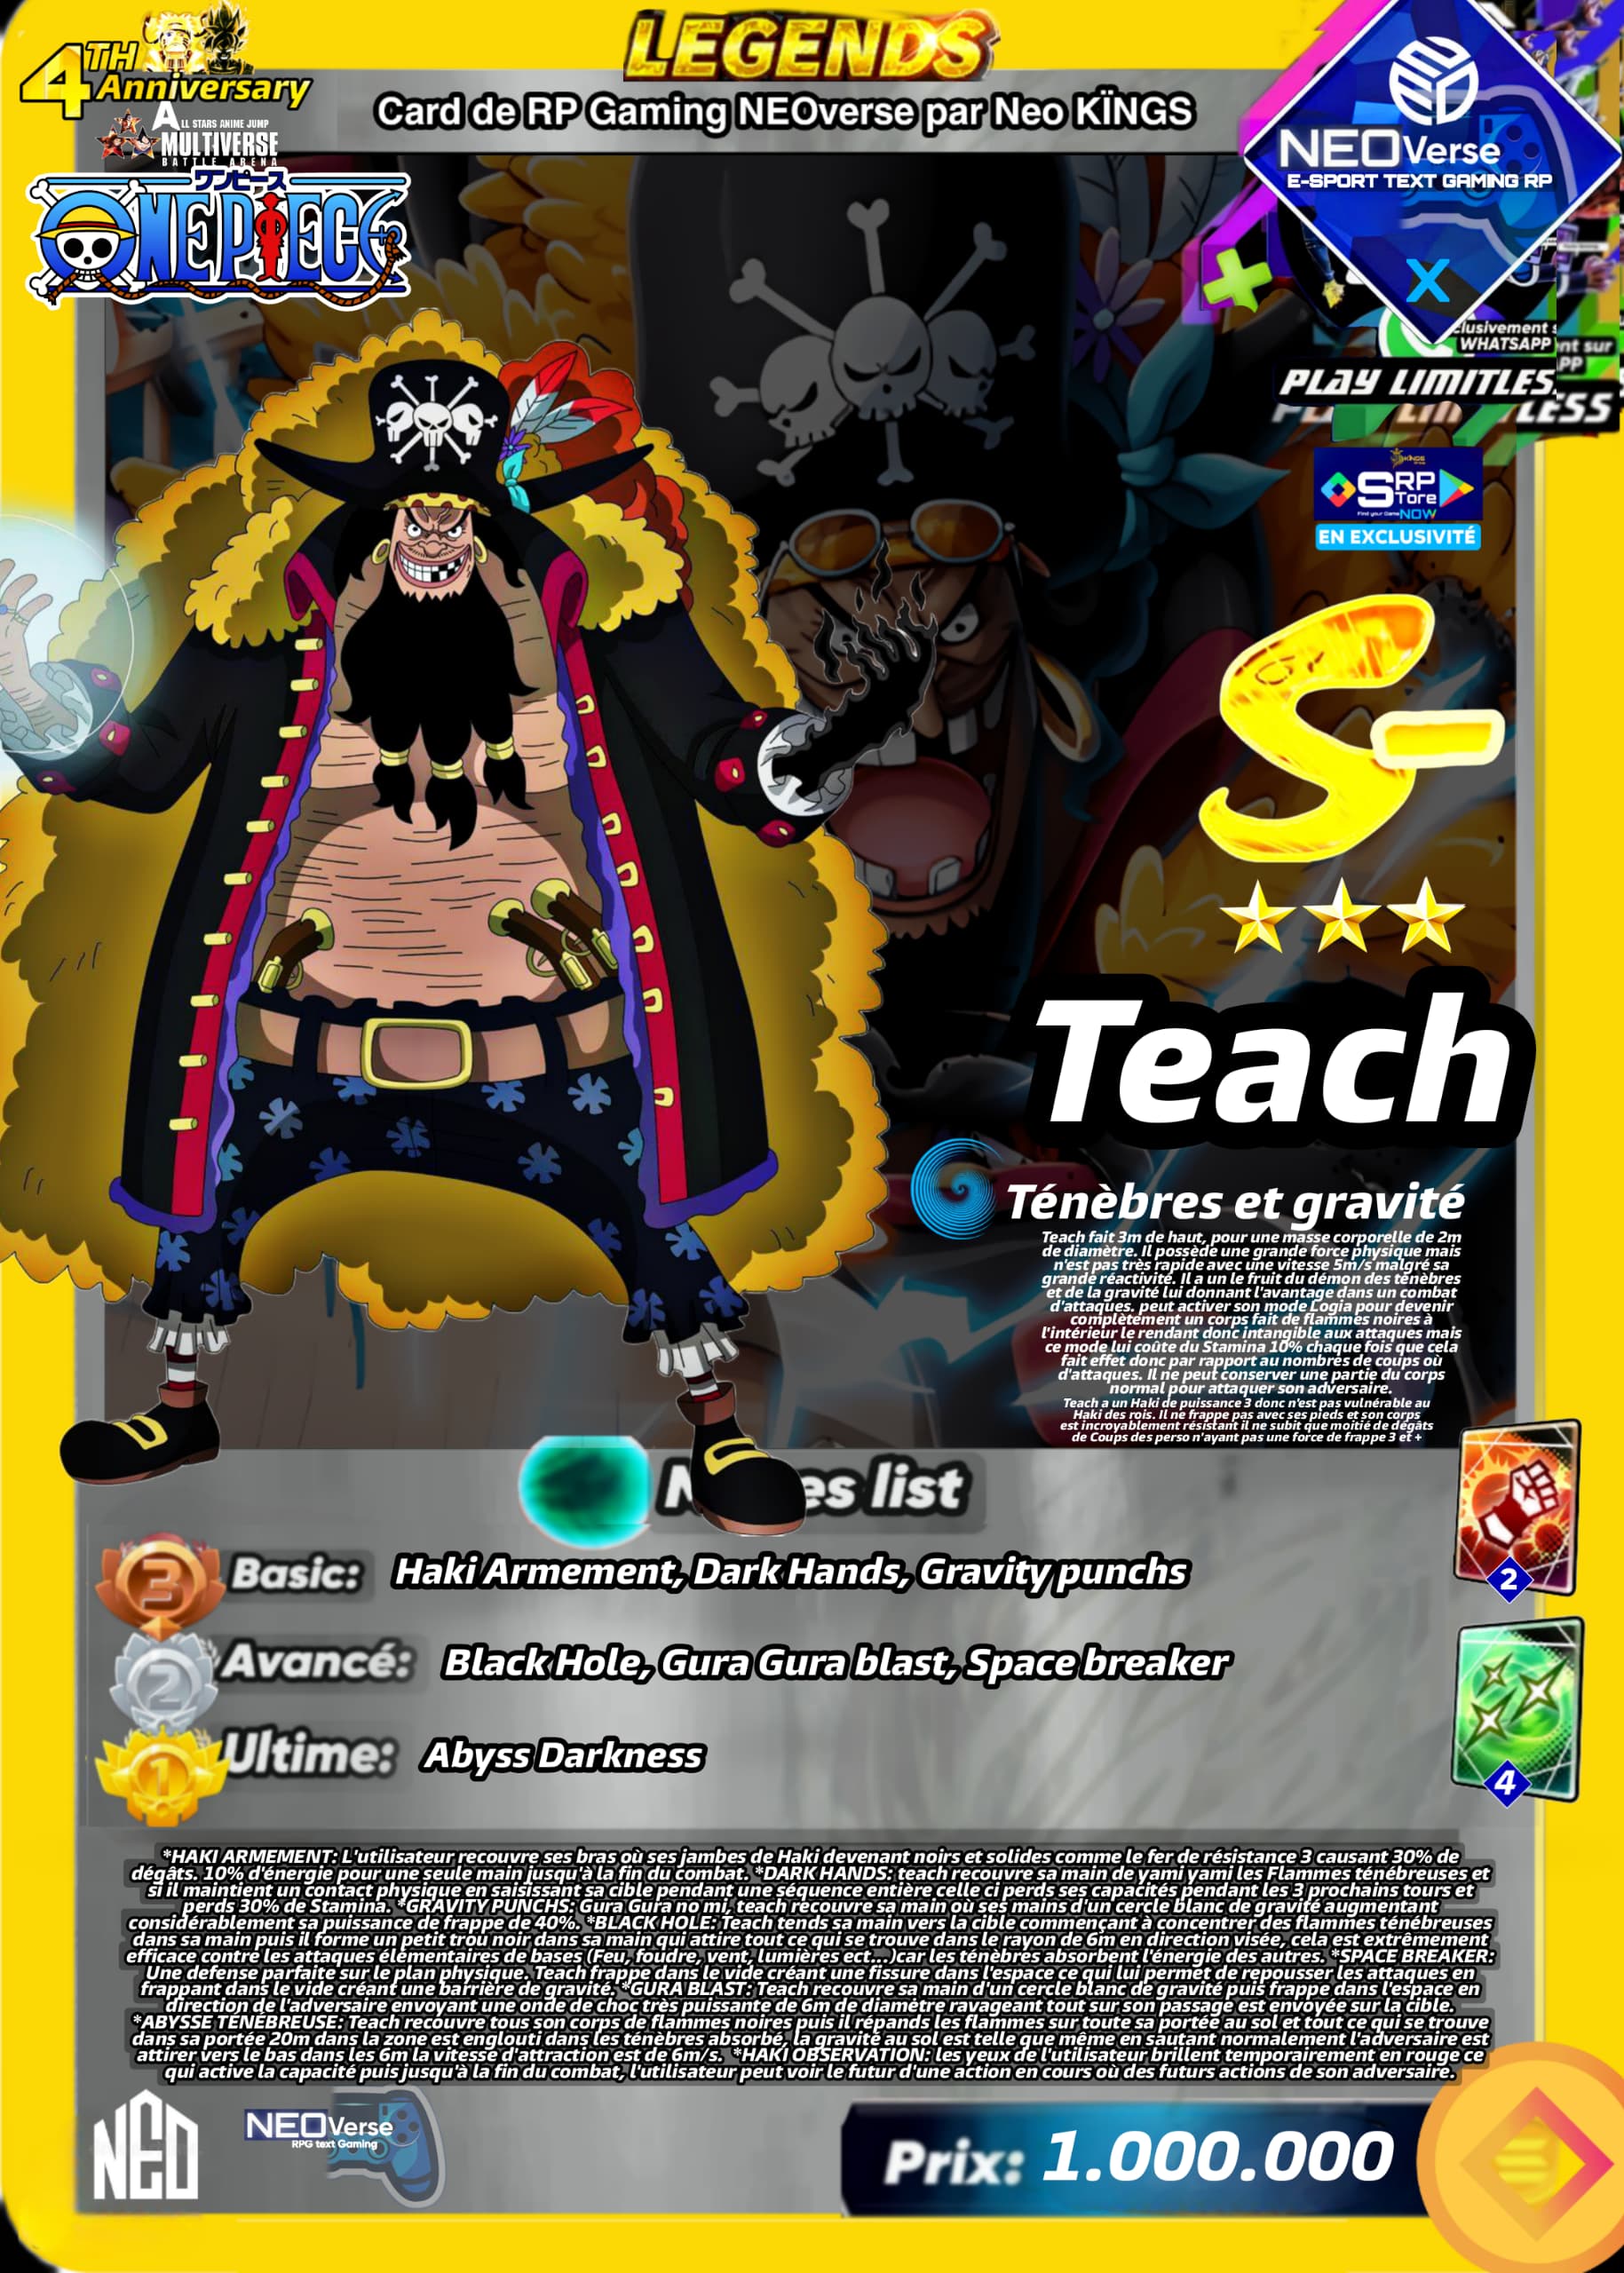 4TH
Anniversary
LEGENDS
Card de RP Gaming NEOverse par Neo KÏNGS
ALL STARS ANIME JUMP
MULTIVERSE
BATTLE ARENA
ワンピース
ONE PIECE
NEOVerse
E-SPORT TEXT GAMING RP
X
WHATSAPP
nt sur
PP
PLAY LIMITLES
LESS
SRP
Tore
Find your Game NOW
EN EXCLUSIVITÉ
S-
Teach
Ténèbres et gravité
Teach fait 3m de haut, pour une masse corporelle de 2m
de diamètre. Il possède une grande force physique mais
n'est pas très rapide avec une vitesse 5m/s malgré sa
grande réactivité. Il a un le fruit du démon des ténèbres
et de la gravité lui donnant l'avantage dans un combat
d'attaques. peut activer son mode Logia pour devenir
complètement un corps fait de flammes noires à
l'intérieur le rendant donc intangible aux attaques mais
ce mode lui coûte du Stamina 10% chaque fois que cela
fait effet donc par rapport au nombres de coups où
d'attaques. Il ne peut conserver une partie du corps
normal pour attaquer son adversaire.
Teach a un Haki de puissance 3 donc n'est pas vulnérable au
Haki des rois. Il ne frappe pas avec ses pieds et son corps
est incroyablement résistant il ne subit que moitié de dégâts
de Coups des perso n'ayant pas une force de frappe 3 et +
es list
3 Basic: Haki Armement, Dark Hands, Gravity punchs
2
2 Avancé: Black Hole, Gura Gura blast, Space breaker
1 Ultime: Abyss Darkness
4
*HAKI ARMEMENT: L'utilisateur recouvre ses bras où ses jambes de Haki devenant noirs et solides comme le fer de résistance 3 causant 30% de
dégâts. 10% d'énergie pour une seule main jusqu'à la fin du combat. *DARK HANDS: teach recouvre sa main de yami yami les Flammes ténébreuses et
si il maintient un contact physique en saisissant sa cible pendant une séquence entière celle ci perds ses capacités pendant les 3 prochains tours et
perds 30% de Stamina. *GRAVITY PUNCHS: Gura Gura no mi, teach recouvre sa main où ses mains d'un cercle blanc de gravité augmentant
considérablement sa puissance de frappe de 40%. *BLACK HOLE: Teach tends sa main vers la cible commençant à concentrer des flammes ténébreuses
dans sa main puis il forme un petit trou noir dans sa main qui attire tout ce qui se trouve dans le rayon de 6m en direction visée, cela est extrêmement
efficace contre les attaques élémentaires de bases (Feu, foudre, vent, lumières ect...)car les ténèbres absorbent l'énergie des autres. *SPACE BREAKER:
Une defense parfaite sur le plan physique. Teach frappe dans le vide créant une fissure dans l'espace ce qui lui permet de repousser les attaques en
frappant dans le vide créant une barrière de gravité. *GURA BLAST: Teach recouvre sa main d'un cercle blanc de gravité puis frappe dans l'espace en
direction de l'adversaire envoyant une onde de choc très puissante de 6m de diamètre ravageant tout sur son passage est envoyée sur la cible.
*ABYSSE TÉNÉBREUSE: Teach recouvre tous son corps de flammes noires puis il répands les flammes sur toute sa portée au sol et tout ce qui se trouve
dans sa portée 20m dans la zone est englouti dans les ténèbres absorbé, la gravité au sol est telle que même en sautant normalement l'adversaire est
attirer vers le bas dans les 6m la vitesse d'attraction est de 6m/s. *HAKI OBSERVATION: les yeux de l'utilisateur brillent temporairement en rouge ce
qui active la capacité puis jusqu'à la fin du combat, l'utilisateur peut voir le futur d'une action en cours où des futurs actions de son adversaire.
NEO
NEOVerse
RPG text Gaming
Prix: 1.000.000